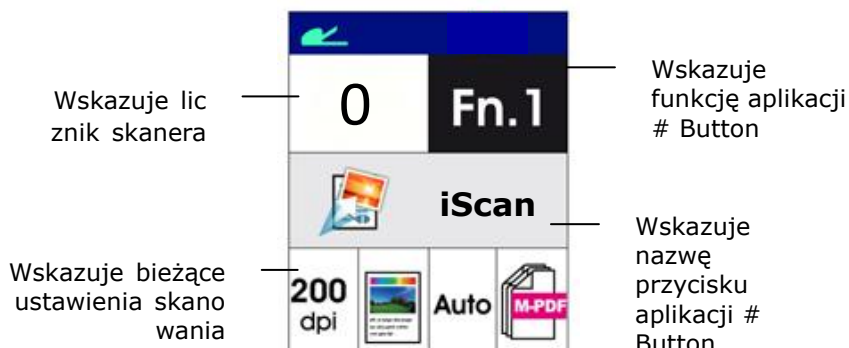 Wskazuje lic
znik skanera
0
Fn.1
Wskazuje
funkcję aplikacji
# Button
iScan
Wskazuje
nazwę
przycisku
aplikacji #
Button
Wskazuje bieżące
ustawienia skano
wania
200
dpi
Auto
M-PDF